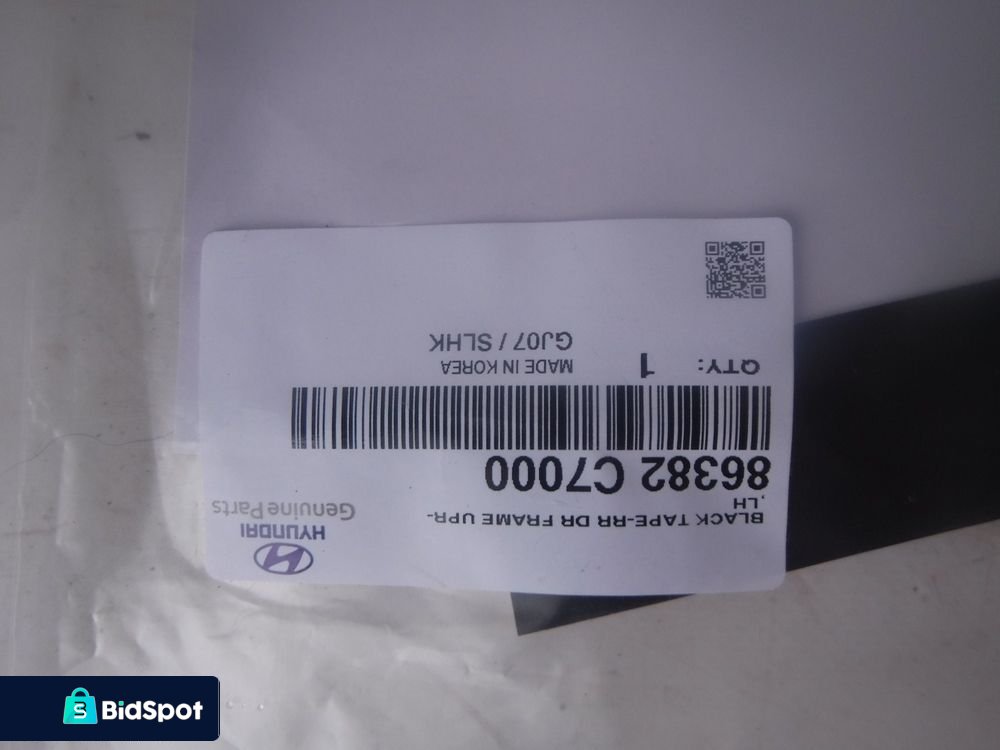 HYUNDAI
Genuine Parts
BLACK TAPE-RR DR FRAME UPR-
, LH
86382 C7000
QTY: 1
MADE IN KOREA
GJ07 / SLHK
S
BidSpot